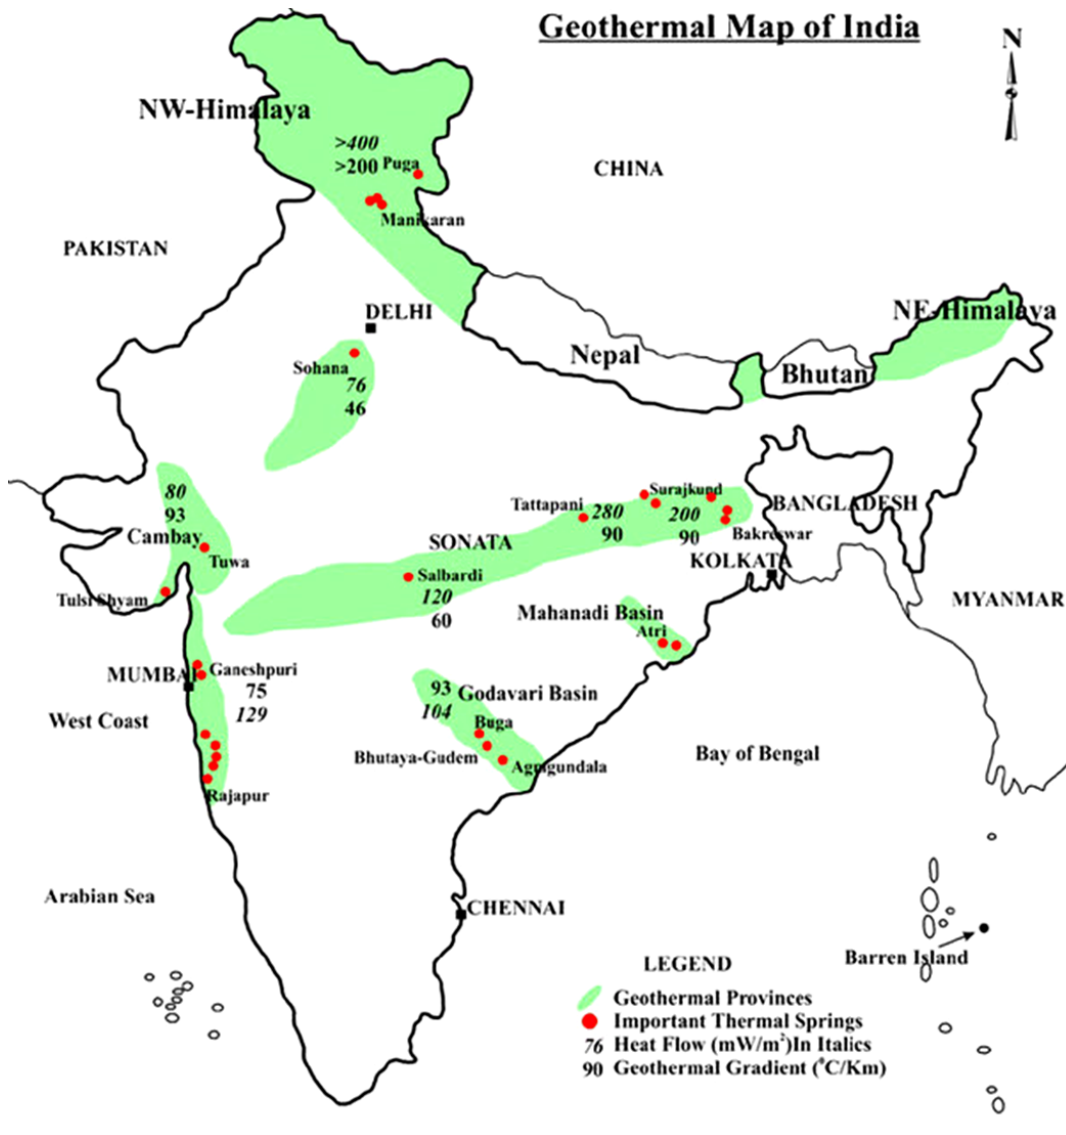 Geothermal Map of India
N
NW-Himalaya
>400
>200 Puga
CHINA
Manikaran
PAKISTAN
DELHI
NE-Himalaya
Nepal
Bhutan
Sohana
76
46
80
93
Cambay
Tuwa
Tulsi Shyam
Tattapani
Surajkund
280
90
200
90
BANGLADESH
Bakreswar
SONATA
KOLKATA
Salbardi
120
60
MYANMAR
Mahanadi Basin
Atri
MUMBAI
Ganeshpuri
75
129
West Coast
93
104
Godavari Basin
Buga
Bhutaya-Gudem
Agnigundala
Bay of Bengal
Rajapur
Arabian Sea
CHENNAI
Barren Island
LEGEND
Geothermal Provinces
Important Thermal Springs
76 Heat Flow (mW/m²)In Italics
90 Geothermal Gradient (°C/Km)